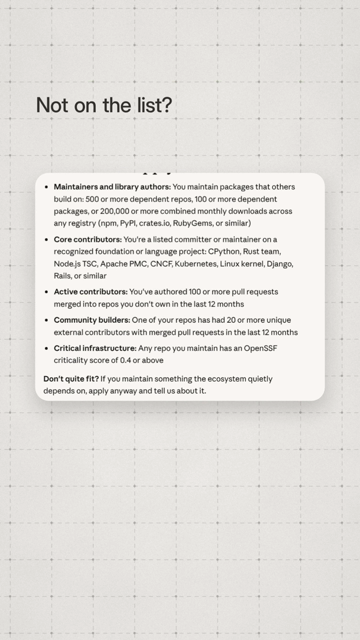 Not on the list?
• Maintainers and library authors: You maintain packages that others
build on: 500 or more dependent repos, 100 or more dependent
packages, or 200,000 or more combined monthly downloads across
any registry (npm, PyPI, crates.io, RubyGems, or similar)
• Core contributors: You're a listed committer or maintainer on a
recognized foundation or language project: CPython, Rust team,
Node.js TSC, Apache PMC, CNCF, Kubernetes, Linux kernel, Django,
Rails, or similar
• Active contributors: You've authored 100 or more pull requests
merged into repos you don't own in the last 12 months
• Community builders: One of your repos has had 20 or more unique
external contributors with merged pull requests in the last 12 months
• Critical infrastructure: Any repo you maintain has an OpenSSF
criticality score of 0.4 or above
Don't quite fit? If you maintain something the ecosystem quietly
depends on, apply anyway and tell us about it.